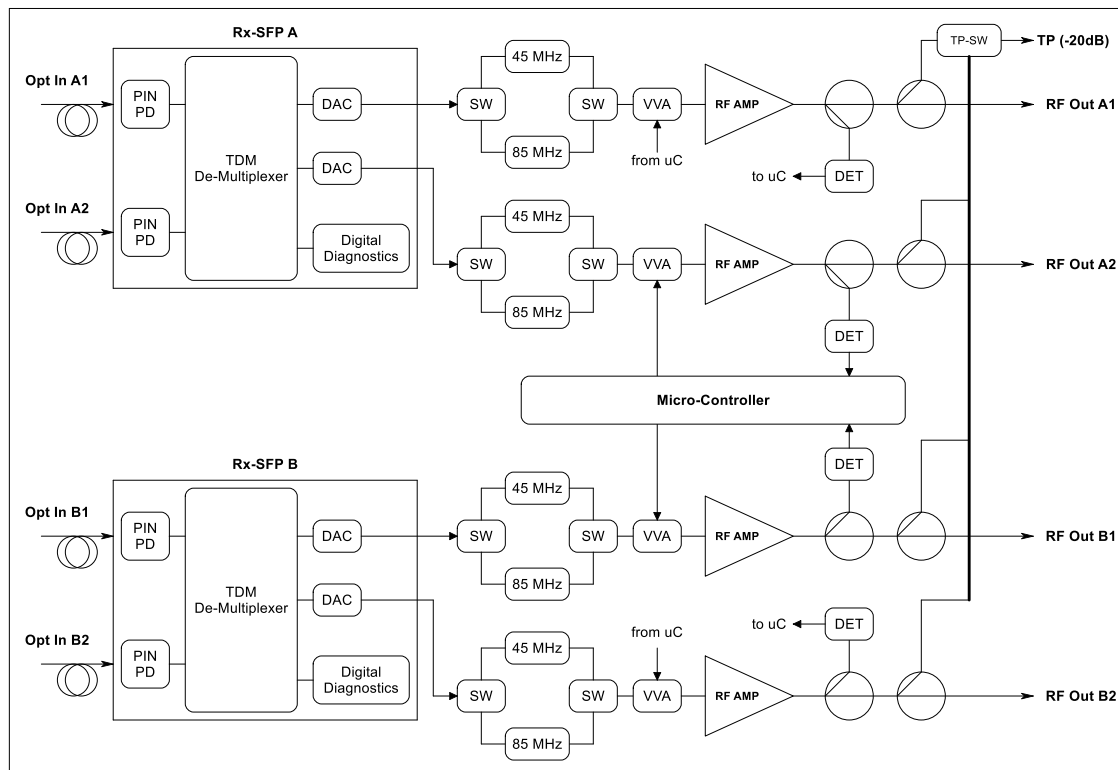 Rx-SFP A
TP-SW
TP (-20dB)
45 MHz
Opt In A1
PIN
PD
DAC
SW
SW
VVA
RF AMP
RF Out A1
TDM
De-Multiplexer
85 MHz
from uC
DAC
to uC
DET
Opt In A2
45 MHz
PIN
PD
Digital
Diagnostics
SW
SW
VVA
RF AMP
RF Out A2
85 MHz
DET
Micro-Controller
Rx-SFP B
DET
45 MHz
Opt In B1
PIN
PD
DAC
SW
SW
VVA
RF AMP
RF Out B1
TDM
De-Multiplexer
85 MHz
DAC
from uC
to uC
DET
Opt In B2
45 MHz
PIN
PD
Digital
Diagnostics
SW
SW
VVA
RF AMP
RF Out B2
85 MHz